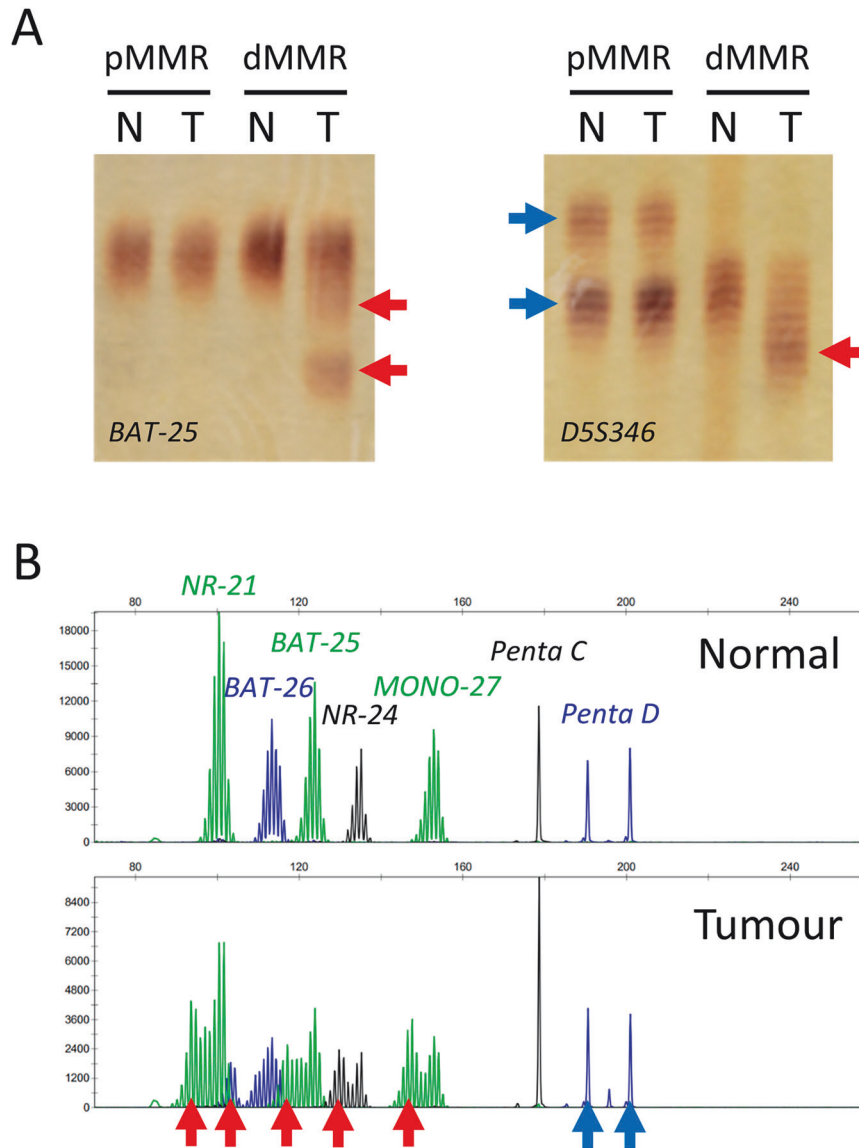 A
pMMR dMMR
N T N T
BAT-25
pMMR dMMR
N T N T
D5S346
B
NR-21
80 120 160 200 240
BAT-25
BAT-26
NR-24
MONO-27
Penta C
Penta D
Normal
18000
15000
12000
9000
6000
3000
0
80 120 160 200 240
Tumour
8400
7200
6000
4800
3600
2400
1200
0